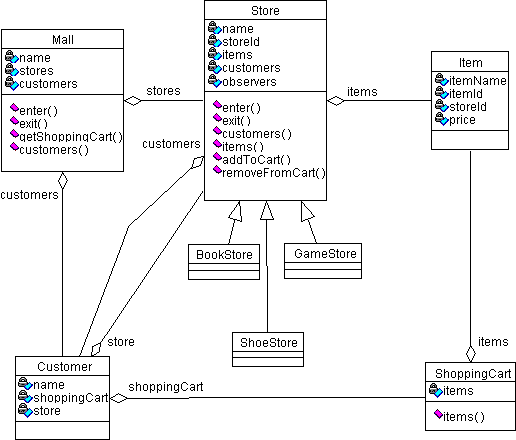 Store
name
storeId
items
customers
observers
enter()
exit()
customers()
items()
addToCart()
removeFromCart()
Mall
name
stores
customers
enter()
exit()
getShoppingCart()
customers()
stores
items
Item
itemName
itemId
storeId
price
customers
customers
BookStore
GameStore
ShoeStore
store
items
Customer
name
shoppingCart
store
shoppingCart
ShoppingCart
items
items()